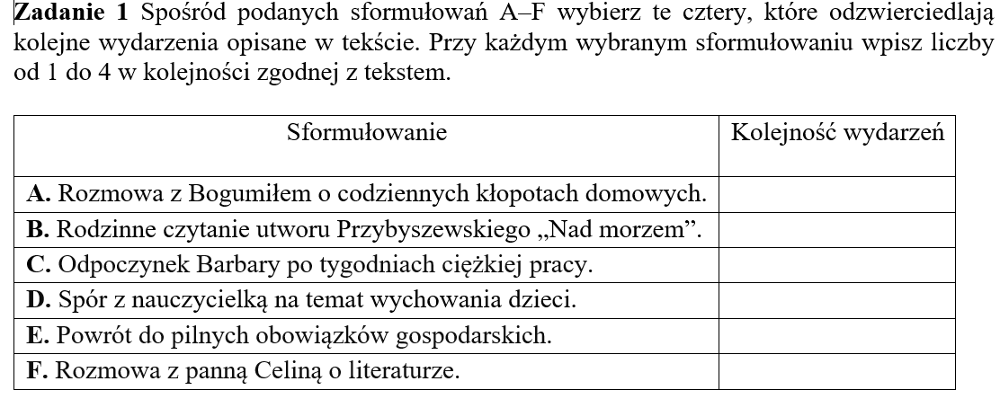 Zadanie 1 Spośród podanych sformułowań A–F wybierz te cztery, które odzwierciedlają
kolejne wydarzenia opisane w tekście. Przy każdym wybranym sformułowaniu wpisz liczby
od 1 do 4 w kolejności zgodnej z tekstem.
Sformułowanie Kolejność wydarzeń
A. Rozmowa z Bogumiłem o codziennych kłopotach domowych.
B. Rodzinne czytanie utworu Przybyszewskiego „Nad morzem”.
C. Odpoczynek Barbary po tygodniach ciężkiej pracy.
D. Spór z nauczycielką na temat wychowania dzieci.
E. Powrót do pilnych obowiązków gospodarskich.
F. Rozmowa z panną Celiną o literaturze.